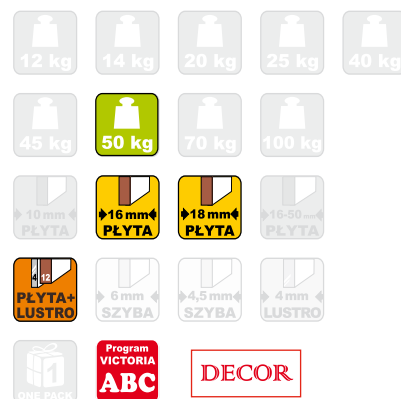 12 kg 14 kg 20 kg 25 kg 40 kg
45 kg 50 kg 70 kg 100 kg
10 mm 16 mm 18 mm 16-50 mm
PŁYTA PŁYTA PŁYTA PŁYTA
4 12 6 mm 4,5 mm 4 mm
PŁYTA+
LUSTRO SZYBA SZYBA LUSTRO
1
ONE PACK
Program
VICTORIA
ABC
DECOR